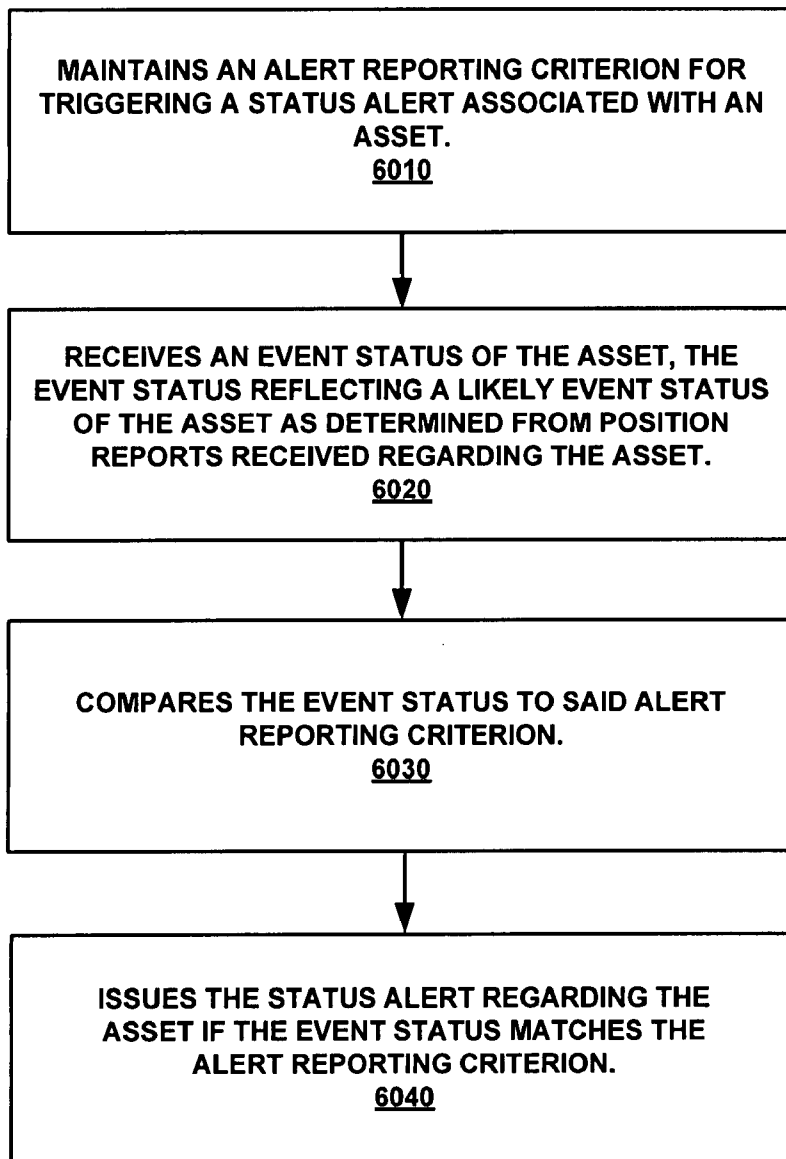 MAINTAINS AN ALERT REPORTING CRITERION FOR
TRIGGERING A STATUS ALERT ASSOCIATED WITH AN
ASSET.
6010
RECEIVES AN EVENT STATUS OF THE ASSET, THE
EVENT STATUS REFLECTING A LIKELY EVENT STATUS
OF THE ASSET AS DETERMINED FROM POSITION
REPORTS RECEIVED REGARDING THE ASSET.
6020
COMPARES THE EVENT STATUS TO SAID ALERT
REPORTING CRITERION.
6030
ISSUES THE STATUS ALERT REGARDING THE
ASSET IF THE EVENT STATUS MATCHES THE
ALERT REPORTING CRITERION.
6040